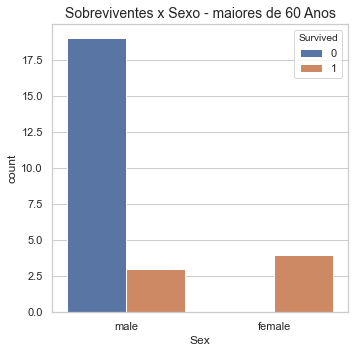 Sobreviventes x Sexo - maiores de 60 Anos
Survived
0
1
17.5
15.0
12.5
10.0
7.5
5.0
2.5
0.0
count
male female
Sex